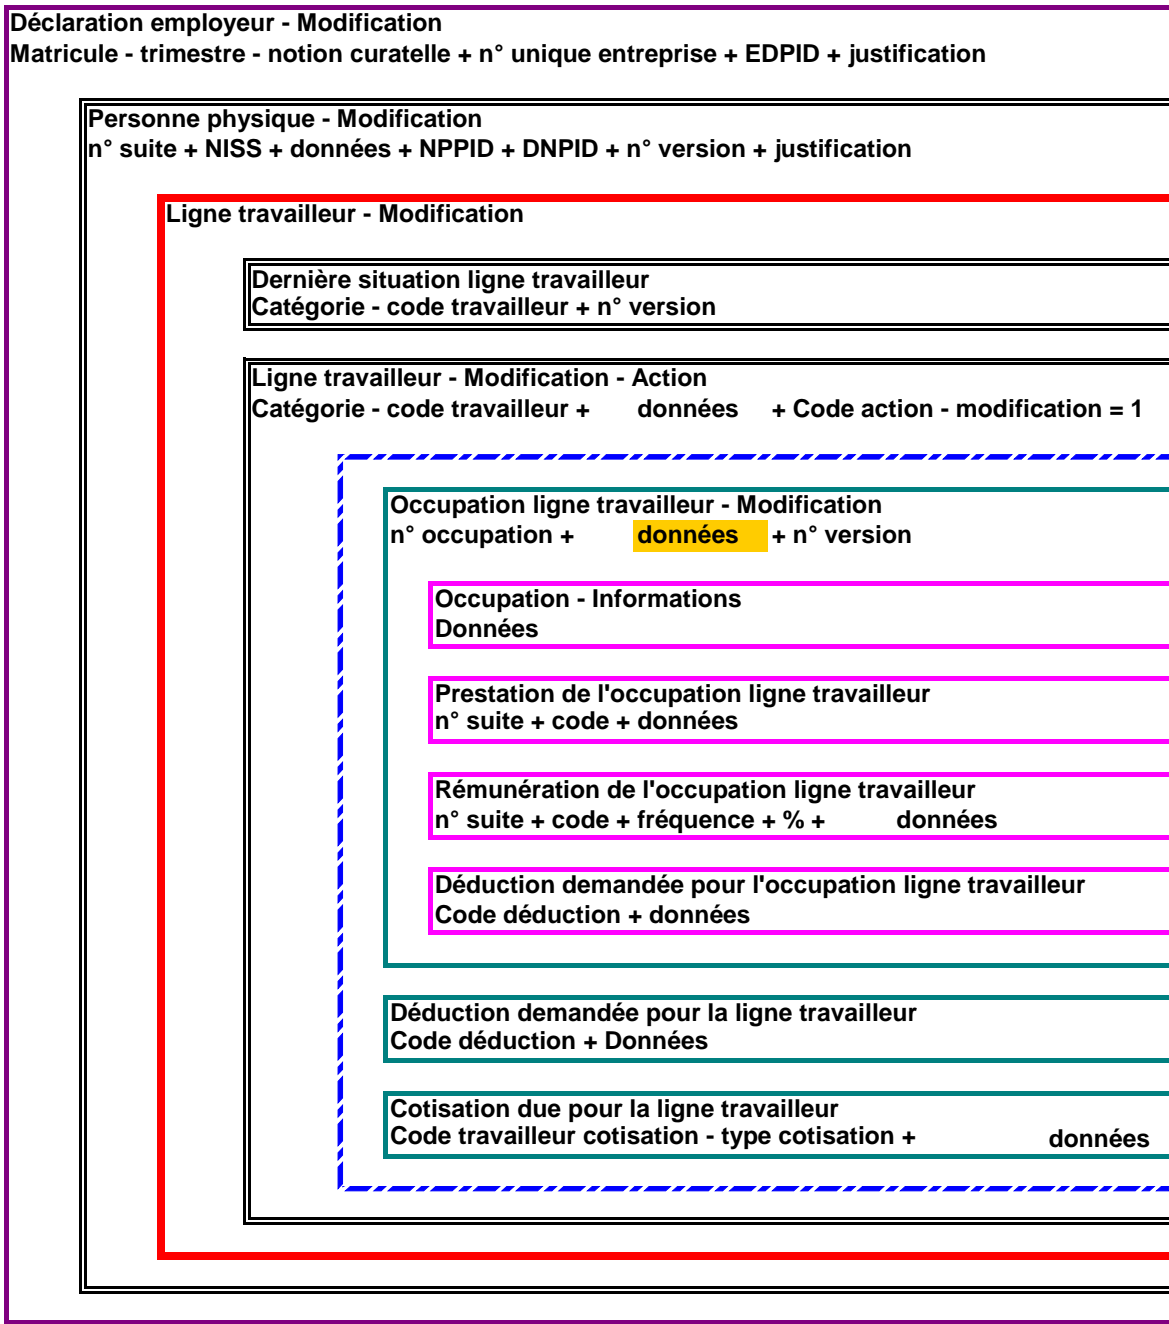 Déclaration employeur - Modification
Matricule - trimestre - notion curatelle + n° unique entreprise + EDPID + justification
Personne physique - Modification
n° suite + NISS + données + NPPID + DNPID + n° version + justification
Ligne travailleur - Modification
Dernière situation ligne travailleur
Catégorie - code travailleur + n° version
Ligne travailleur - Modification - Action
Catégorie - code travailleur + données + Code action - modification = 1
Occupation ligne travailleur - Modification
n° occupation + données + n° version
Occupation - Informations
Données
Prestation de l'occupation ligne travailleur
n° suite + code + données
Rémunération de l'occupation ligne travailleur
n° suite + code + fréquence + % + données
Déduction demandée pour l'occupation ligne travailleur
Code déduction + données
Déduction demandée pour la ligne travailleur
Code déduction + Données
Cotisation due pour la ligne travailleur
Code travailleur cotisation - type cotisation + données